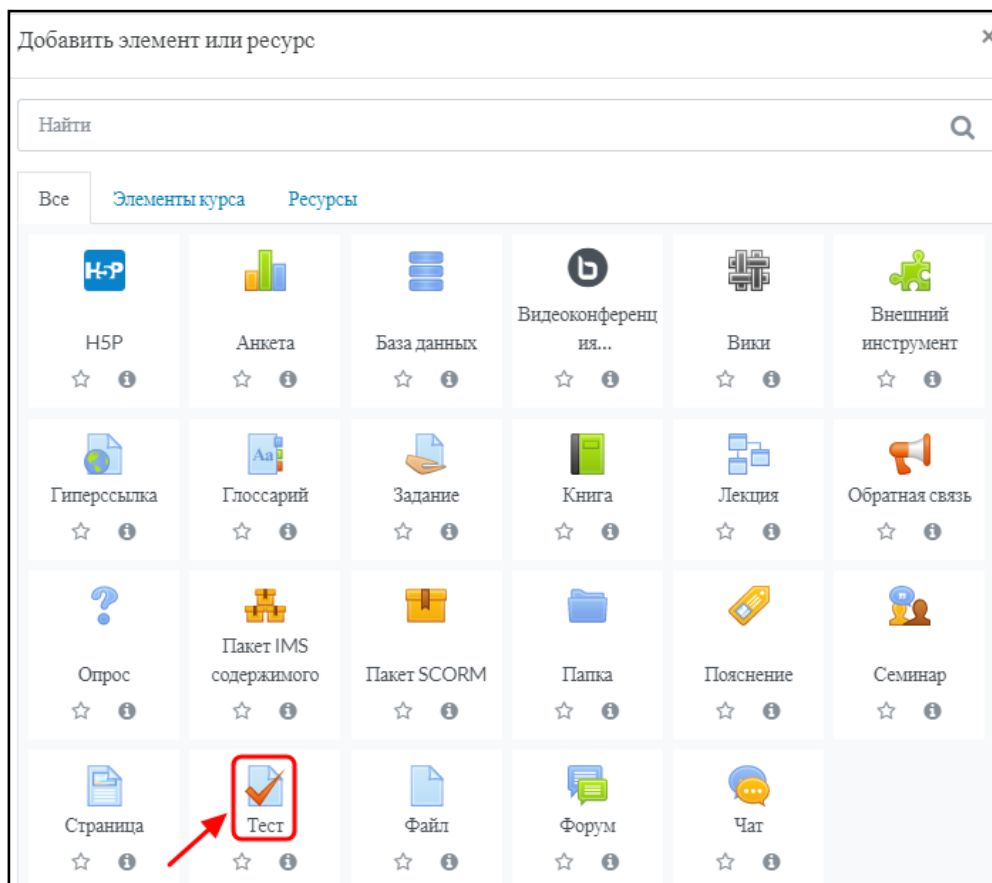 Добавить элемент или ресурс
Найти
Все Элементы курса Ресурсы
H5P
Анкета
База данных
Видеоконференц
ия...
Вики
Внешний
инструмент
Гиперссылка
Глоссарий
Задание
Книга
Лекция
Обратная связь
Опрос
Пакет IMS
содержимого
Пакет SCORM
Папка
Пояснение
Семинар
Страница
Тест
Файл
Форум
Чат